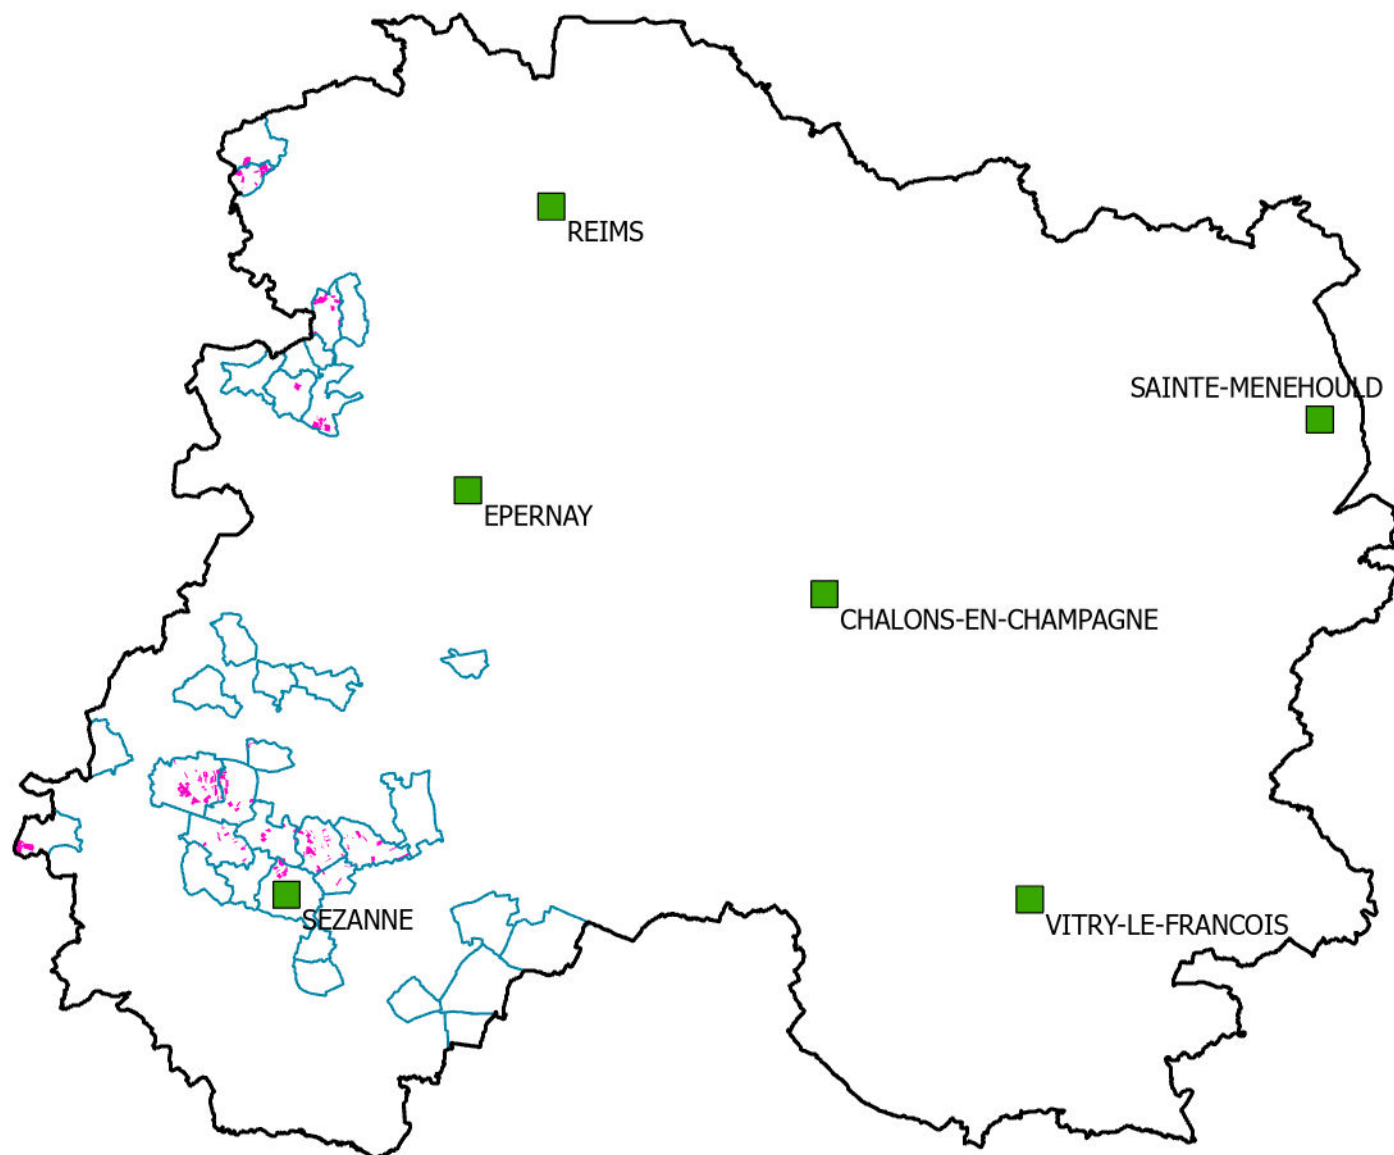 REIMS
SAINTE-MENEHOULD
EPERNAY
CHALONS-EN-CHAMPAGNE
SEZANNE
VITRY-LE-FRANCOIS